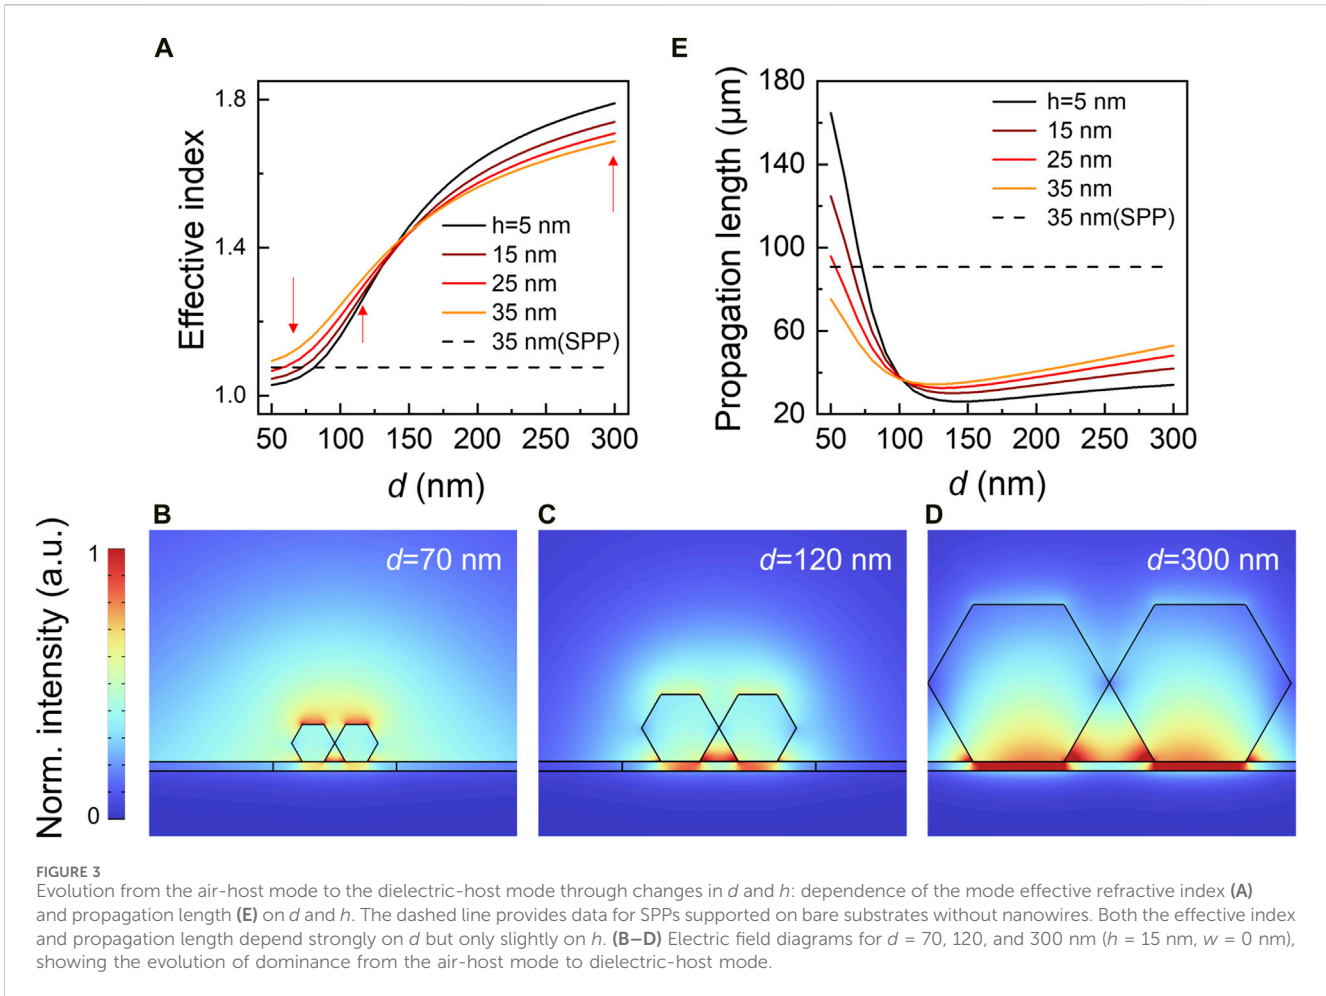 A
Effective index
1.8
1.4
1.0
h=5 nm
15 nm
25 nm
35 nm
35 nm(SPP)
50 100 150 200 250 300
d (nm)
E
Propagation length (μm)
180
140
100
60
20
h=5 nm
15 nm
25 nm
35 nm
35 nm(SPP)
50 100 150 200 250 300
d (nm)
Norm. intensity (a.u.)
1
0
B
d=70 nm
C
d=120 nm
D
d=300 nm
FIGURE 3
Evolution from the air-host mode to the dielectric-host mode through changes in d and h: dependence of the mode effective refractive index (A)
and propagation length (E) on d and h. The dashed line provides data for SPPs supported on bare substrates without nanowires. Both the effective index
and propagation length depend strongly on d but only slightly on h. (B–D) Electric field diagrams for d = 70, 120, and 300 nm (h = 15 nm, w = 0 nm),
showing the evolution of dominance from the air-host mode to dielectric-host mode.